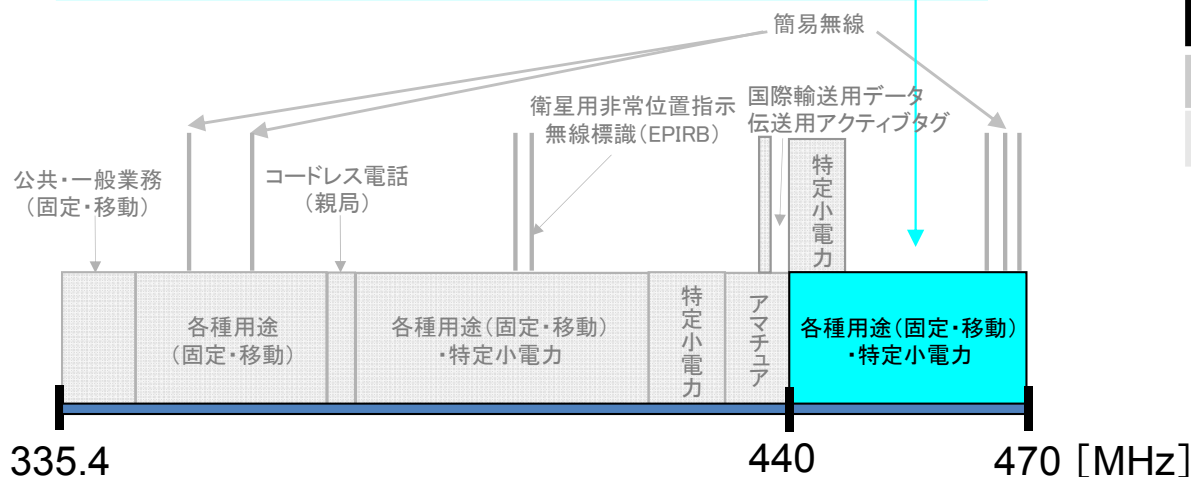 簡易無線
衛星用非常位置指示
無線標識(EPIRB)
国際輸送用データ
伝送用アクティブタグ
公共・一般業務
(固定・移動)
コードレス電話
(親局)
特定小電力
各種用途
(固定・移動)
各種用途(固定・移動)
・特定小電力
特定小電力
アマチュア
各種用途(固定・移動)
・特定小電力
335.4
440
470 [MHz]